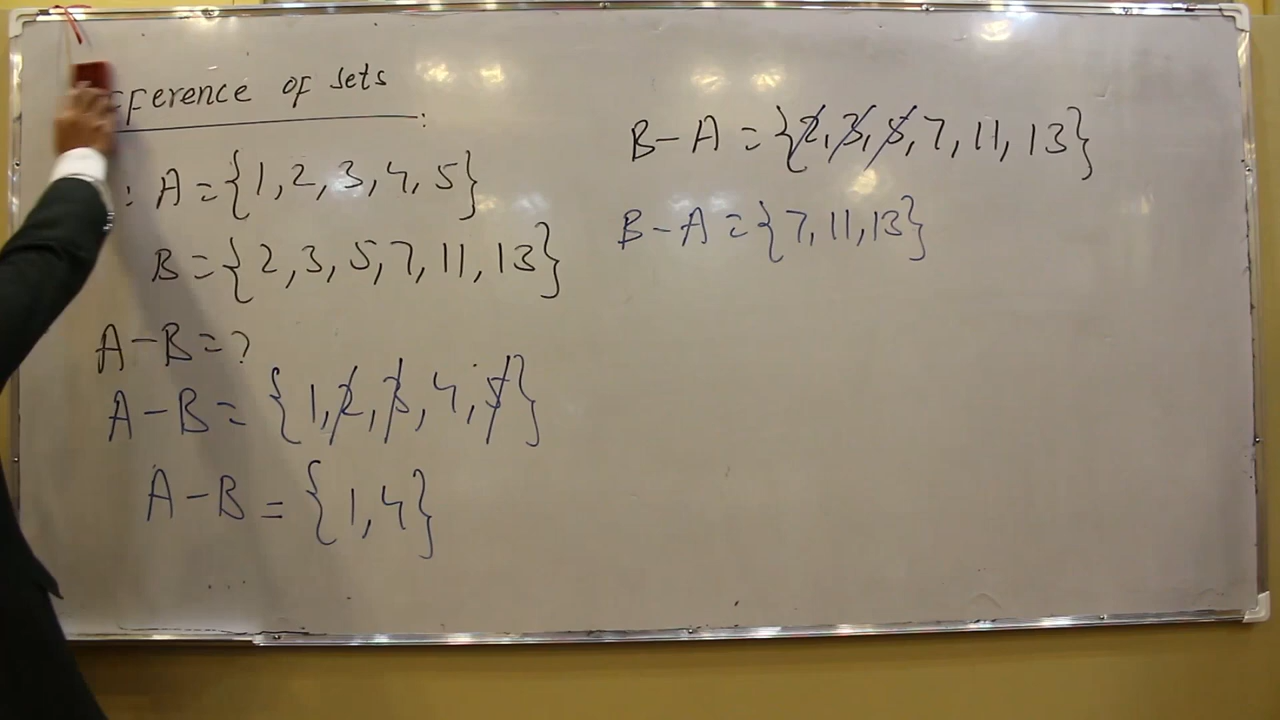 fference of sets :
: A = {1, 2, 3, 4, 5}
B = {2, 3, 5, 7, 11, 13}
A - B = ?
A - B = {1, 2, 3, 4, 5}
A - B = {1, 4}
B - A = {2, 3, 5, 7, 11, 13}
B - A = {7, 11, 13}